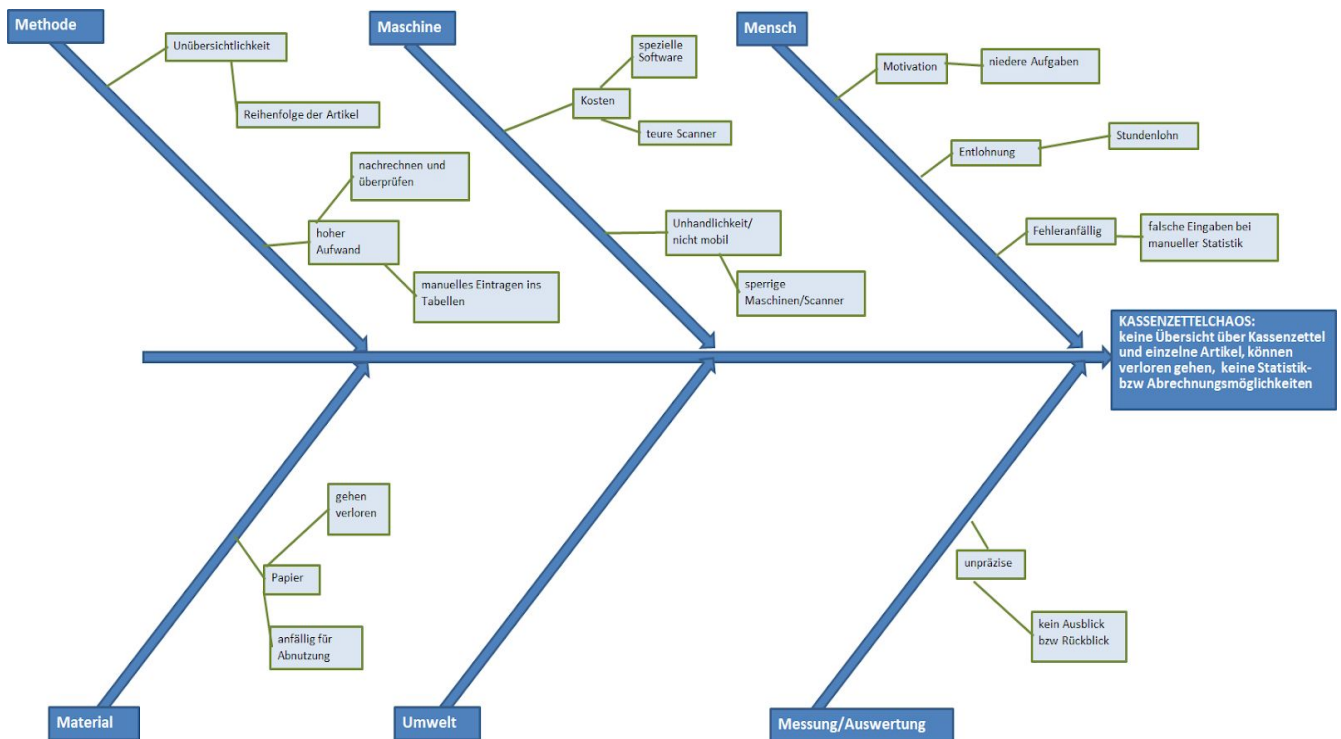 Methode
Unübersichtlichkeit
Reihenfolge der Artikel
nachrechnen und
überprüfen
hoher
Aufwand
manuelles Eintragen ins
Tabellen
Maschine
spezielle
Software
Kosten
teure Scanner
Unhandlichkeit/
nicht mobil
sperrige
Maschinen/Scanner
Mensch
Motivation
niedere Aufgaben
Entlohnung
Stundenlohn
Fehleranfällig
falsche Eingaben bei
manueller Statistik
KASSENZETTELCHAOS:
keine Übersicht über Kassenzettel
und einzelne Artikel, können
verloren gehen, keine Statistik-
bzw Abrechnungsmöglichkeiten
gehen
verloren
Papier
anfällig für
Abnutzung
Material
Umwelt
unpräzise
kein Ausblick
bzw Rückblick
Messung/Auswertung